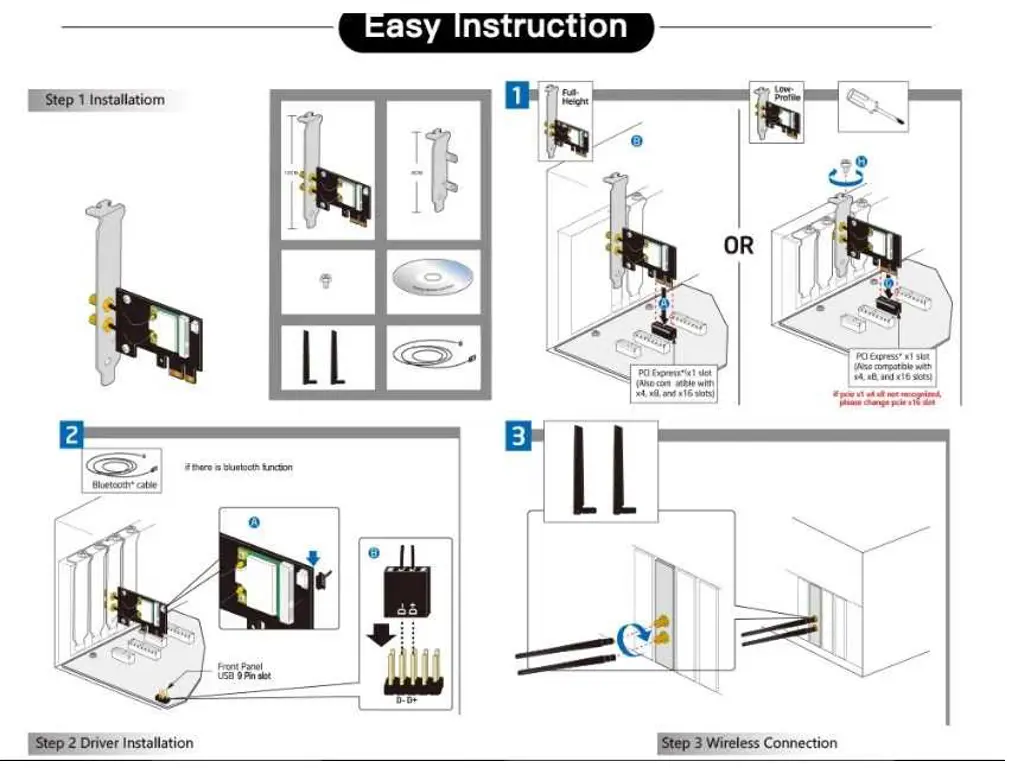 Easy Instruction
Step 1 Installatiom
1
Full-
Height
Low-
Profile
B
H
OR
A
G
PCI Express* x1 slot
(Also com atible with
x4, x8, and x16 slots)
PCI Express* x1 slot
(Also compatible with
x4, x8, and x16 slots)
if pcie x1 x4 x8 not recognized,
please change pcie x16 slot
2
if there is bluetooth function
Bluetooth* cable
A
B
Front Panel
USB 9 Pin slot
D- D+
3
Step 2 Driver Installation
Step 3 Wireless Connection